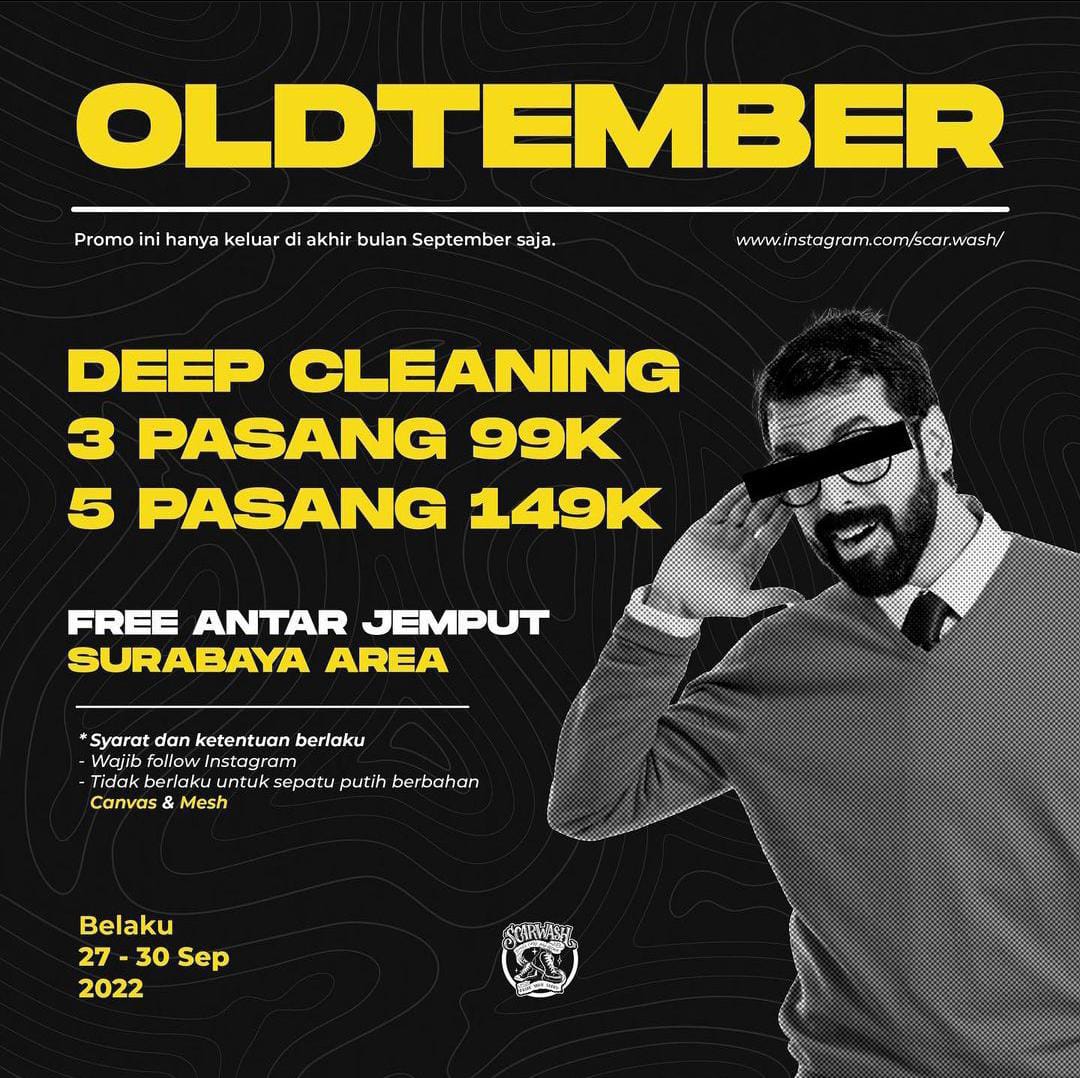 OLDTEMBER
Promo ini hanya keluar di akhir bulan September saja.
www.instagram.com/scar.wash/
DEEP CLEANING
3 PASANG 99K
5 PASANG 149K
FREE ANTAR JEMPUT
SURABAYA AREA
* Syarat dan ketentuan berlaku
- Wajib follow Instagram
- Tidak berlaku untuk sepatu putih berbahan
Canvas & Mesh
Belaku
27 - 30 Sep
2022
SCARWASH